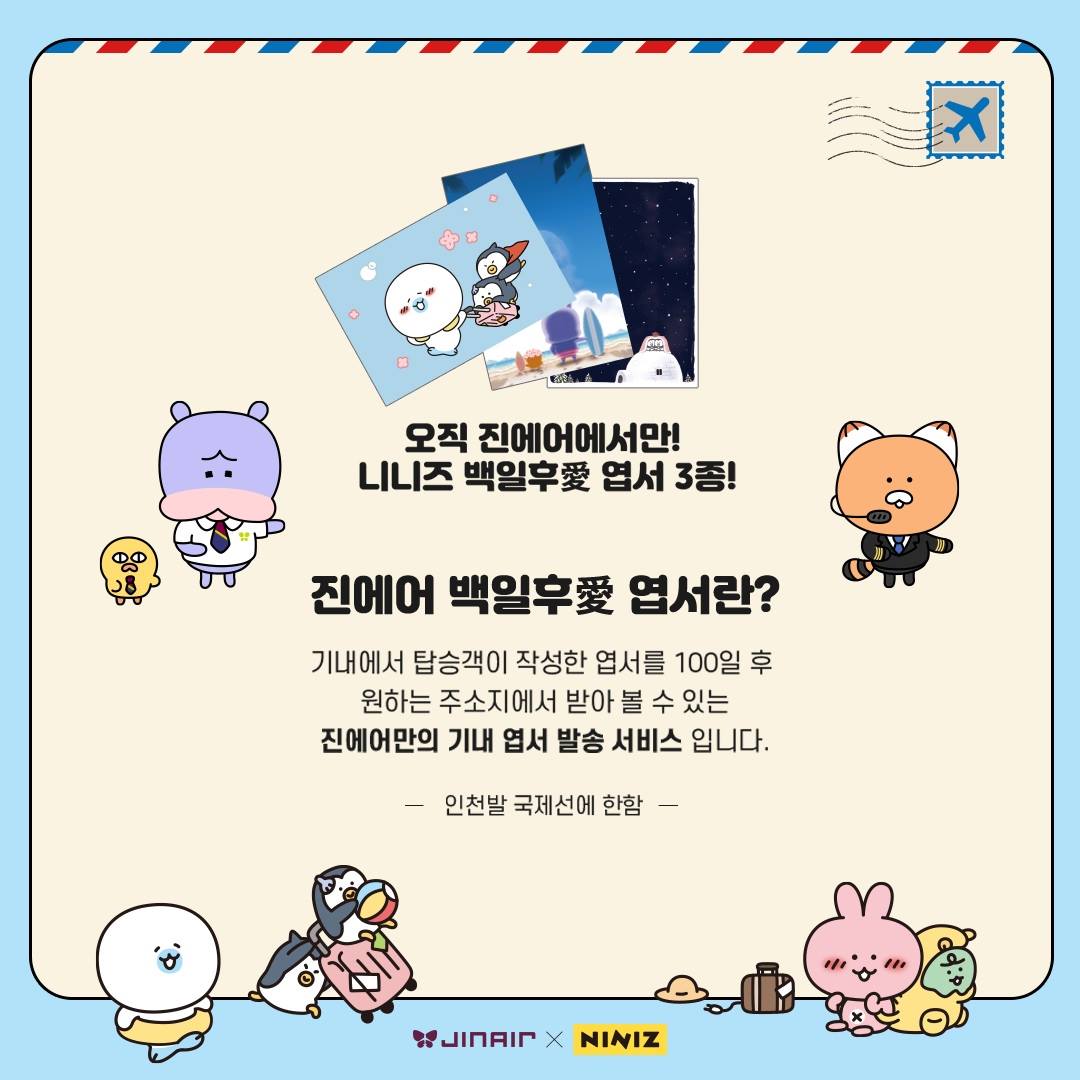 오직 진에어에서만!
니니즈 백일후愛 엽서 3종!
진에어 백일후愛 엽서란?
기내에서 탑승객이 작성한 엽서를 100일 후
원하는 주소지에서 받아 볼 수 있는
진에어만의 기내 엽서 발송 서비스 입니다.
— 인천발 국제선에 한함 —
JINAIR × NINIZ